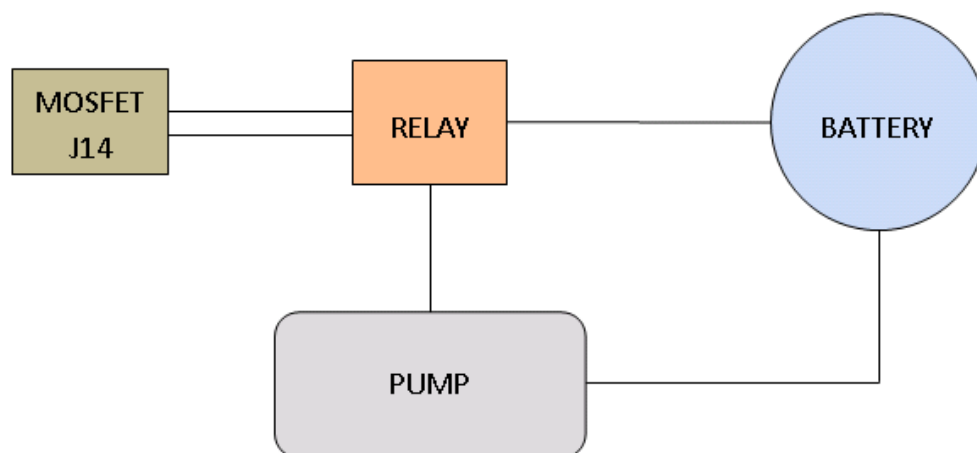 MOSFET
J14
RELAY
BATTERY
PUMP